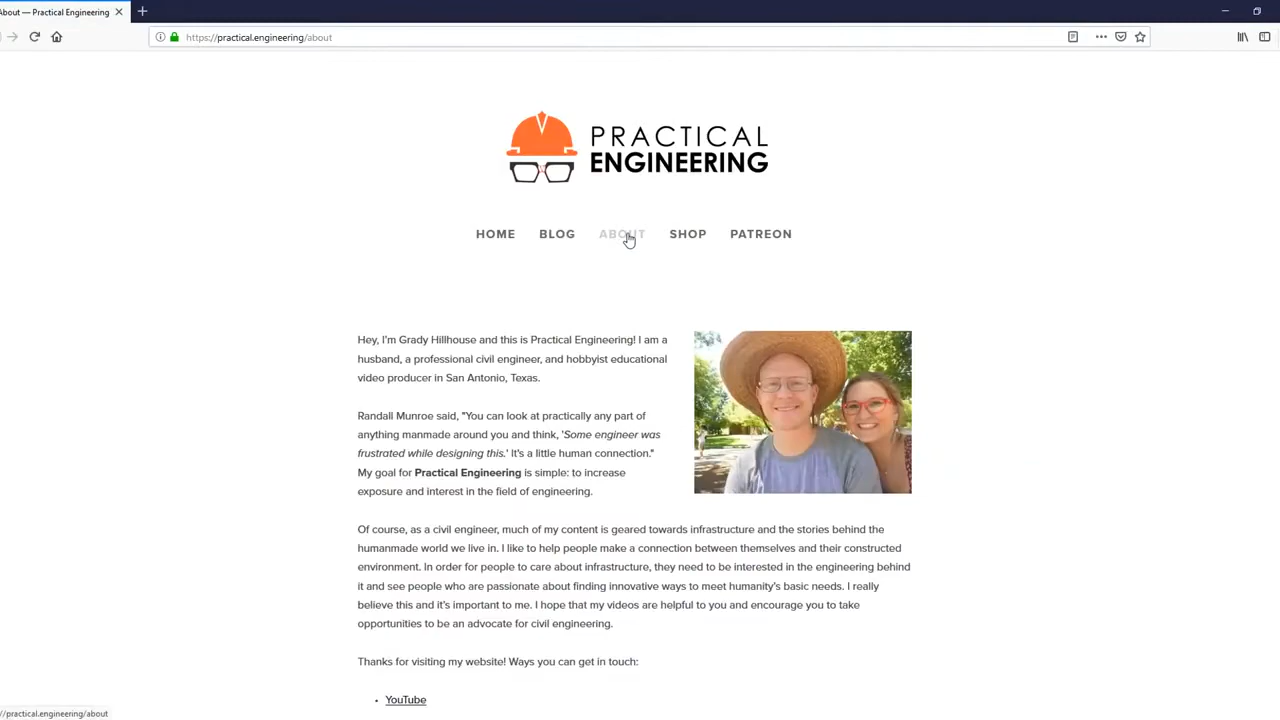 About — Practical Engineering
https://practical.engineering/about
PRACTICAL
ENGINEERING
HOME BLOG ABOUT SHOP PATREON
Hey, I'm Grady Hillhouse and this is Practical Engineering! I am a
husband, a professional civil engineer, and hobbyist educational
video producer in San Antonio, Texas.
Randall Munroe said, "You can look at practically any part of
anything manmade around you and think, 'Some engineer was
frustrated while designing this.' It's a little human connection."
My goal for Practical Engineering is simple: to increase
exposure and interest in the field of engineering.
Of course, as a civil engineer, much of my content is geared towards infrastructure and the stories behind the
humanmade world we live in. I like to help people make a connection between themselves and their constructed
environment. In order for people to care about infrastructure, they need to be interested in the engineering behind
it and see people who are passionate about finding innovative ways to meet humanity's basic needs. I really
believe this and it's important to me. I hope that my videos are helpful to you and encourage you to take
opportunities to be an advocate for civil engineering.
Thanks for visiting my website! Ways you can get in touch:
• YouTube
//practical.engineering/about